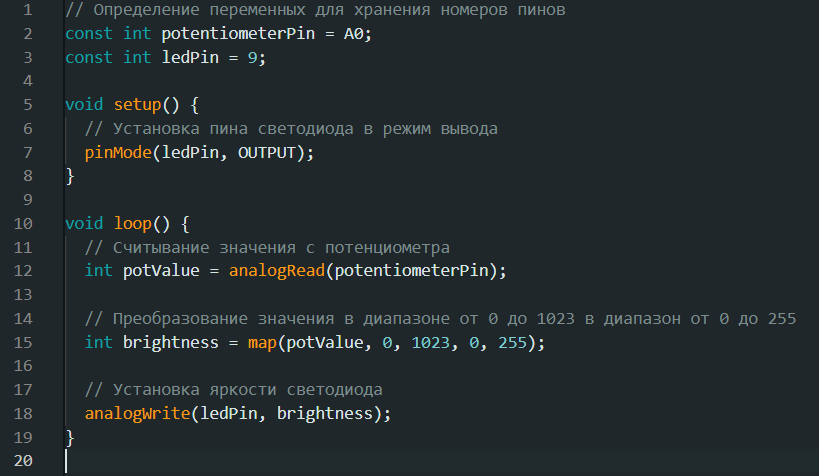 1 // Определение переменных для хранения номеров пинов
2 const int potentiometerPin = A0;
3 const int ledPin = 9;
4
5 void setup() {
6   // Установка пина светодиода в режим вывода
7   pinMode(ledPin, OUTPUT);
8 }
9
10 void loop() {
11   // Считывание значения с потенциометра
12   int potValue = analogRead(potentiometerPin);
13
14   // Преобразование значения в диапазоне от 0 до 1023 в диапазон от 0 до 255
15   int brightness = map(potValue, 0, 1023, 0, 255);
16
17   // Установка яркости светодиода
18   analogWrite(ledPin, brightness);
19 }
20